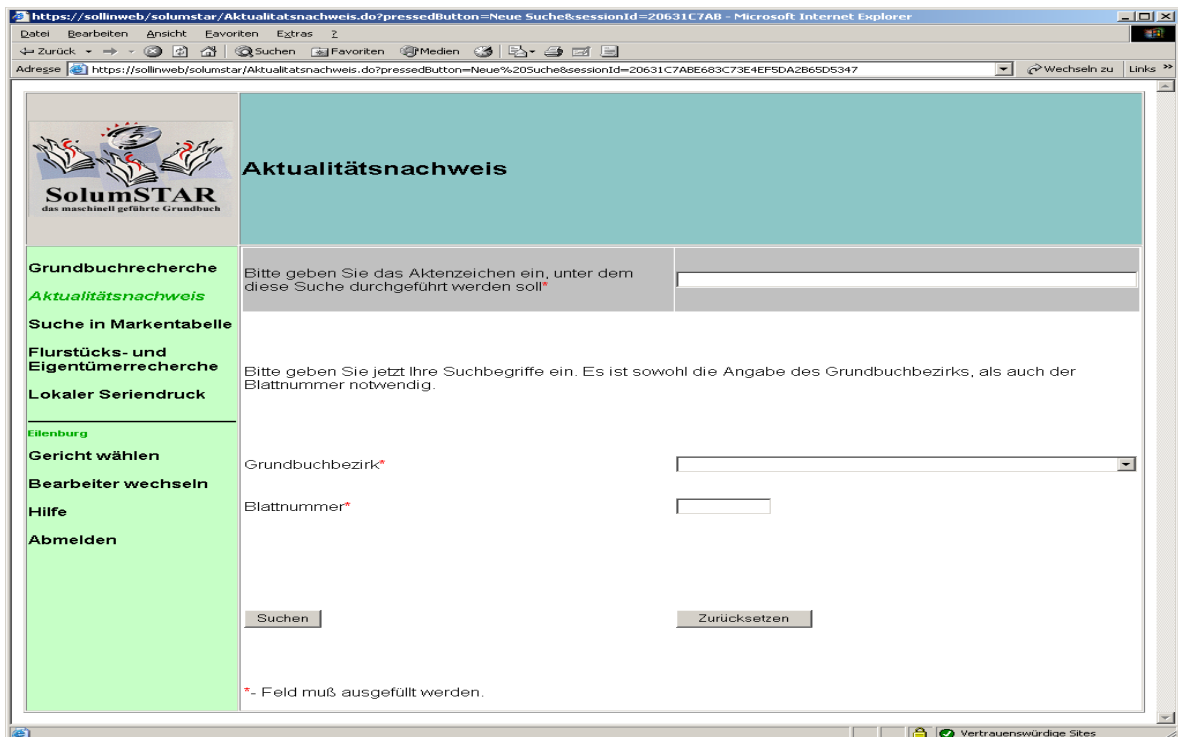 https://sollinweb/solumstar/Aktualitatsnachweis.do?pressedButton=Neue Suche&sessionId=20631C7AB - Microsoft Internet Explorer
Datei Bearbeiten Ansicht Favoriten Extras ?
Zurück Suchen Favoriten Medien
Adresse https://sollinweb/solumstar/Aktualitatsnachweis.do?pressedButton=Neue%20Suche&sessionId=20631C7ABE683C73E4EF5DA2B65D5347 Wechseln zu Links »
SolumSTAR
das maschinell geführte Grundbuch
Aktualitätsnachweis
Grundbuchrecherche
Aktualitätsnachweis
Suche in Markentabelle
Flurstücks- und
Eigentümerrecherche
Lokaler Seriendruck
Eilenburg
Gericht wählen
Bearbeiter wechseln
Hilfe
Abmelden
Bitte geben Sie das Aktenzeichen ein, unter dem
diese Suche durchgeführt werden soll*
Bitte geben Sie jetzt Ihre Suchbegriffe ein. Es ist sowohl die Angabe des Grundbuchbezirks, als auch der
Blattnummer notwendig.
Grundbuchbezirk*
Blattnummer*
Suchen Zurücksetzen
*- Feld muß ausgefüllt werden.
Vertrauenswürdige Sites